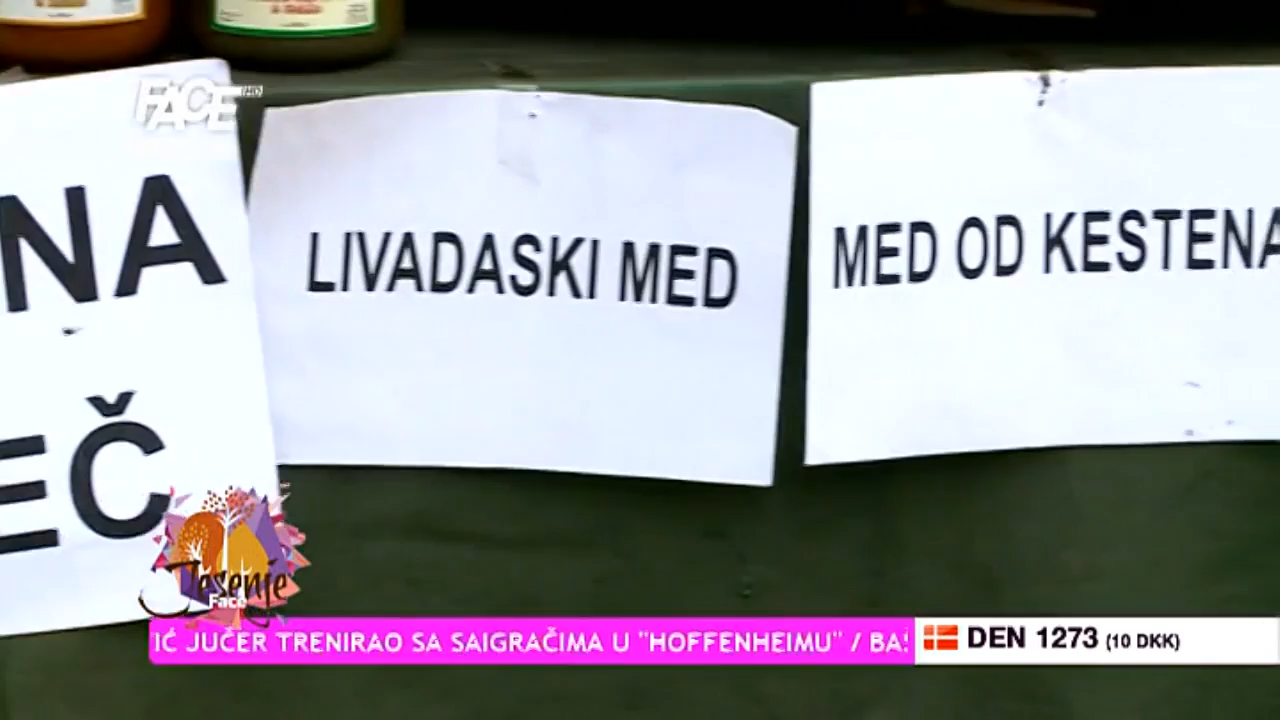 FACE HD
NA
EČ
LIVADASKI MED
MED OD KESTENA
Jesenje
Face
IĆ JUČER TRENIRAO SA SAIGRAČIMA U "HOFFENHEIMU" / BAŠ
DEN 1273 (10 DKK)